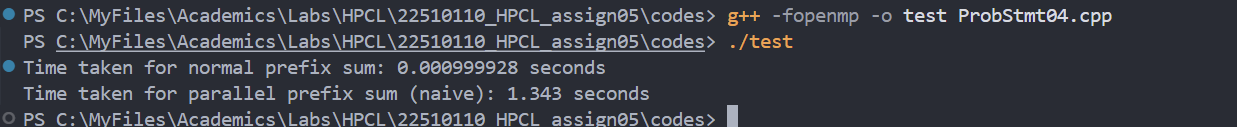 PS C:\MyFiles\Academics\Labs\HPCL\22510110_HPCL_assign05\codes> g++ -fopenmp -o test ProbStmt04.cpp
PS C:\MyFiles\Academics\Labs\HPCL\22510110_HPCL_assign05\codes> ./test
Time taken for normal prefix sum: 0.000999928 seconds
Time taken for parallel prefix sum (naive): 1.343 seconds
PS C:\MyFiles\Academics\Labs\HPCL\22510110_HPCL_assign05\codes>